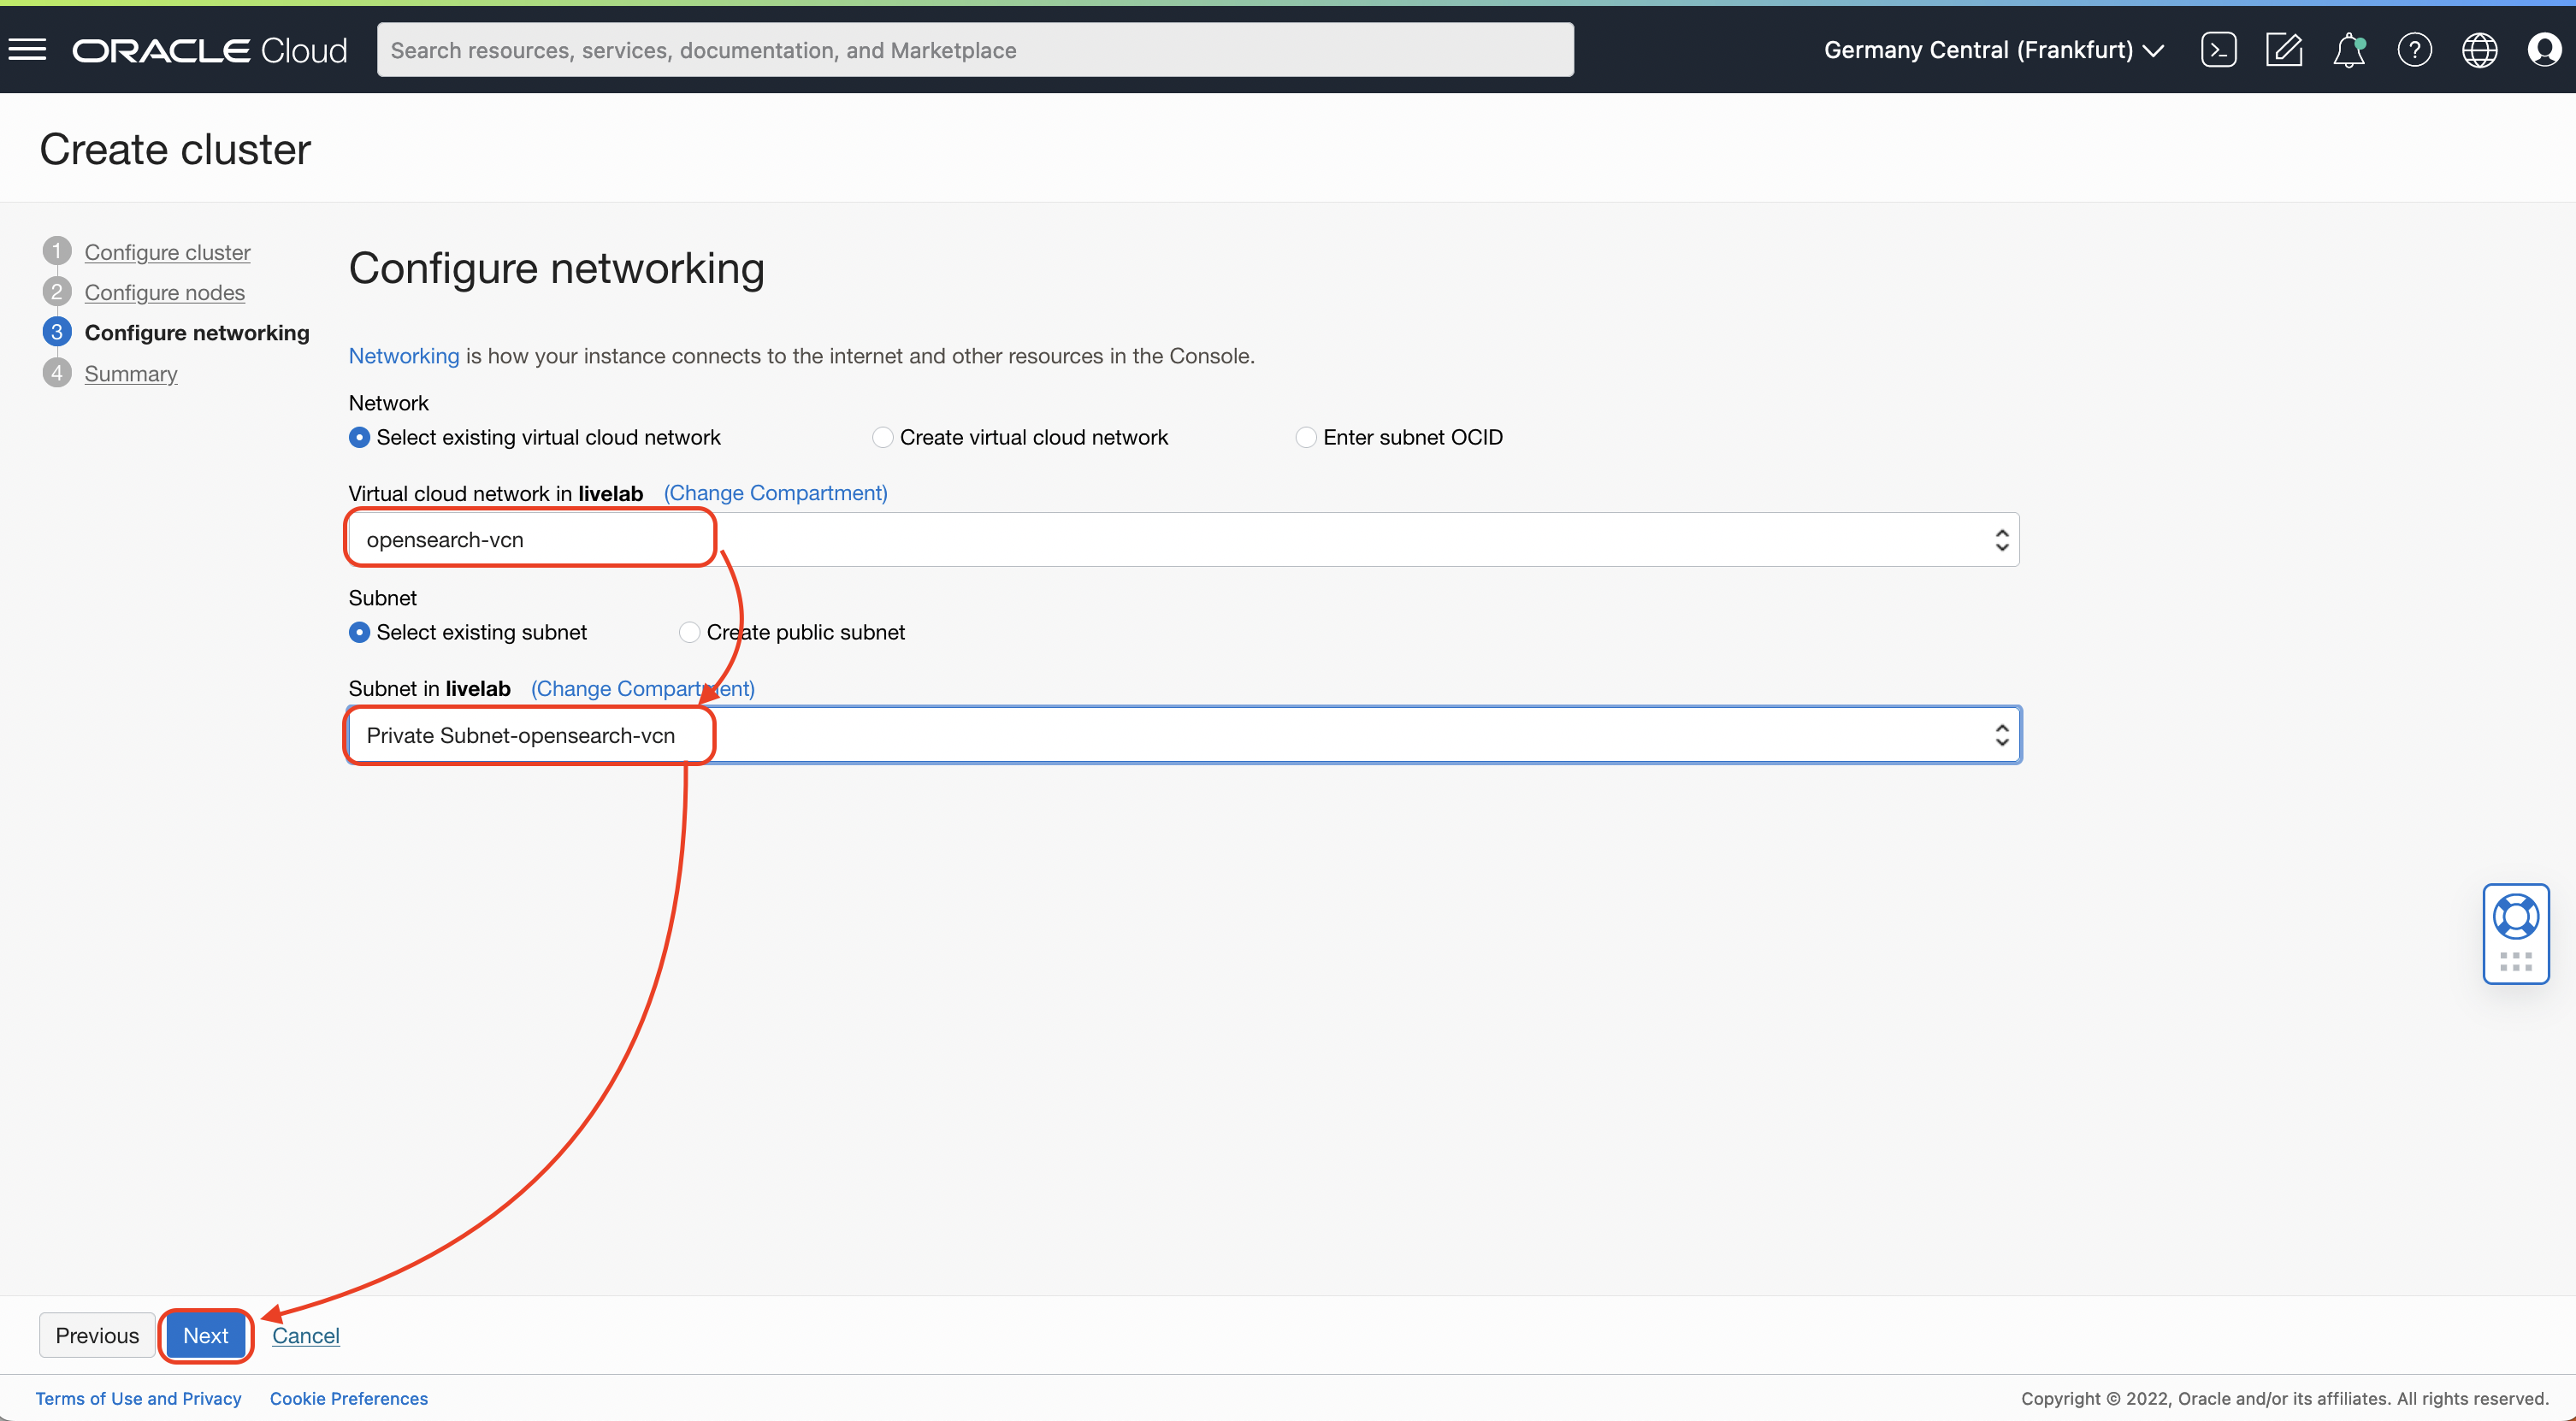 ORACLE Cloud
Search resources, services, documentation, and Marketplace
Germany Central (Frankfurt)
Create cluster
1 Configure cluster
2 Configure nodes
3 Configure networking
4 Summary
Configure networking
Networking is how your instance connects to the internet and other resources in the Console.
Network
Select existing virtual cloud network Create virtual cloud network Enter subnet OCID
Virtual cloud network in livelab (Change Compartment)
opensearch-vcn
Subnet
Select existing subnet Create public subnet
Subnet in livelab (Change Compartment)
Private Subnet-opensearch-vcn
Previous Next Cancel
Terms of Use and Privacy Cookie Preferences Copyright © 2022, Oracle and/or its affiliates. All rights reserved.